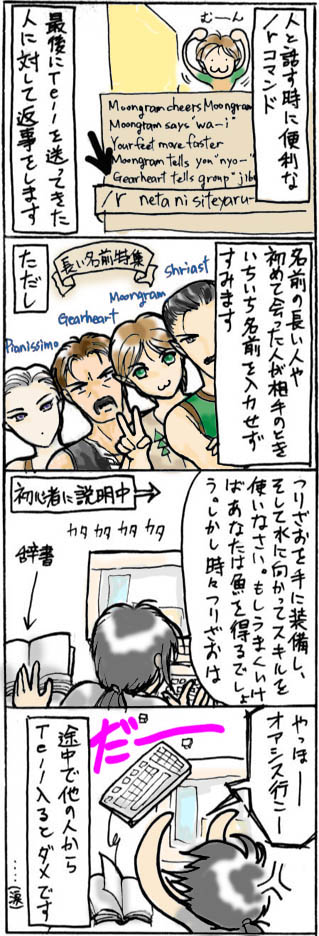 人と話す時に便利な
/rコマンド
むーん
Moongram cheers Moongram
Moongram says "wa-i"
Your feet move faster
Moongram tells you "nyo-"
Gearheart tells group "jibu
/r neta ni siteyaru-
最後にTellを送ってきた
人に対して返事をします
名前の長い人や
初めて会った人が相手のとき
いちいち名前を入力せず
すみます
長い名前特集
Shriast
Moongram
Gearheart
Pianissimo
ただし
初心者に説明中
つりざおを手に装備し、
そして水に向かってスキルを
使いなさい。もしうまくいけ
ばあなたは魚を得るでしょ
う。しかし時々つりざおは
カタカタカタカタ
辞書
やっほーー
オアシス行こー
だーー
途中で他の人から
Tell入るとダメです
……(涙)